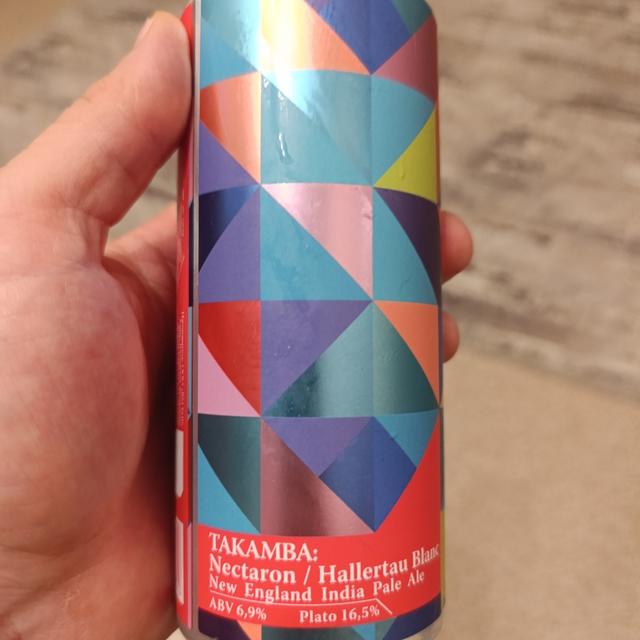 TAKAMBA:
Nectaron / Hallertau Blanc
New England India Pale Ale
ABV 6,9% Plato 16,5%